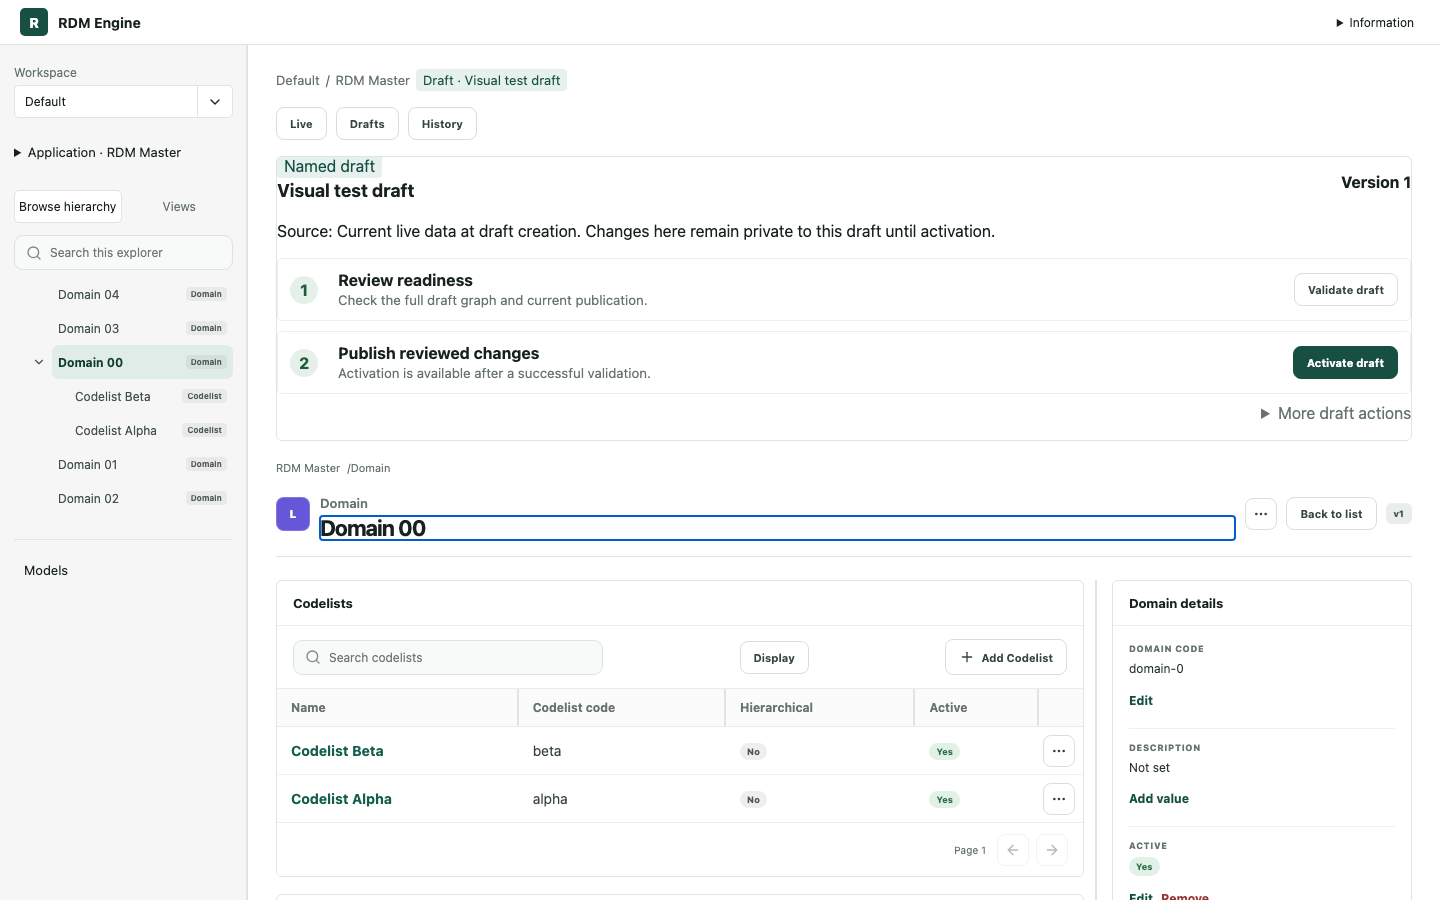 R RDM Engine
Information
Workspace
Default
Application · RDM Master
Browse hierarchy Views
Search this explorer
Domain 04 Domain
Domain 03 Domain
Domain 00 Domain
Codelist Beta Codelist
Codelist Alpha Codelist
Domain 01 Domain
Domain 02 Domain
Models
Default / RDM Master Draft · Visual test draft
Live Drafts History
Named draft
Visual test draft
Version 1
Source: Current live data at draft creation. Changes here remain private to this draft until activation.
1 Review readiness
Check the full draft graph and current publication.
Validate draft
2 Publish reviewed changes
Activation is available after a successful validation.
Activate draft
More draft actions
RDM Master /Domain
L
Domain
Domain 00
Back to list v1
Codelists
Search codelists Display Add Codelist
Name Codelist code Hierarchical Active
Codelist Beta beta No Yes
Codelist Alpha alpha No Yes
Page 1
Domain details
DOMAIN CODE
domain-0
Edit
DESCRIPTION
Not set
Add value
ACTIVE
Yes
Edit Remove